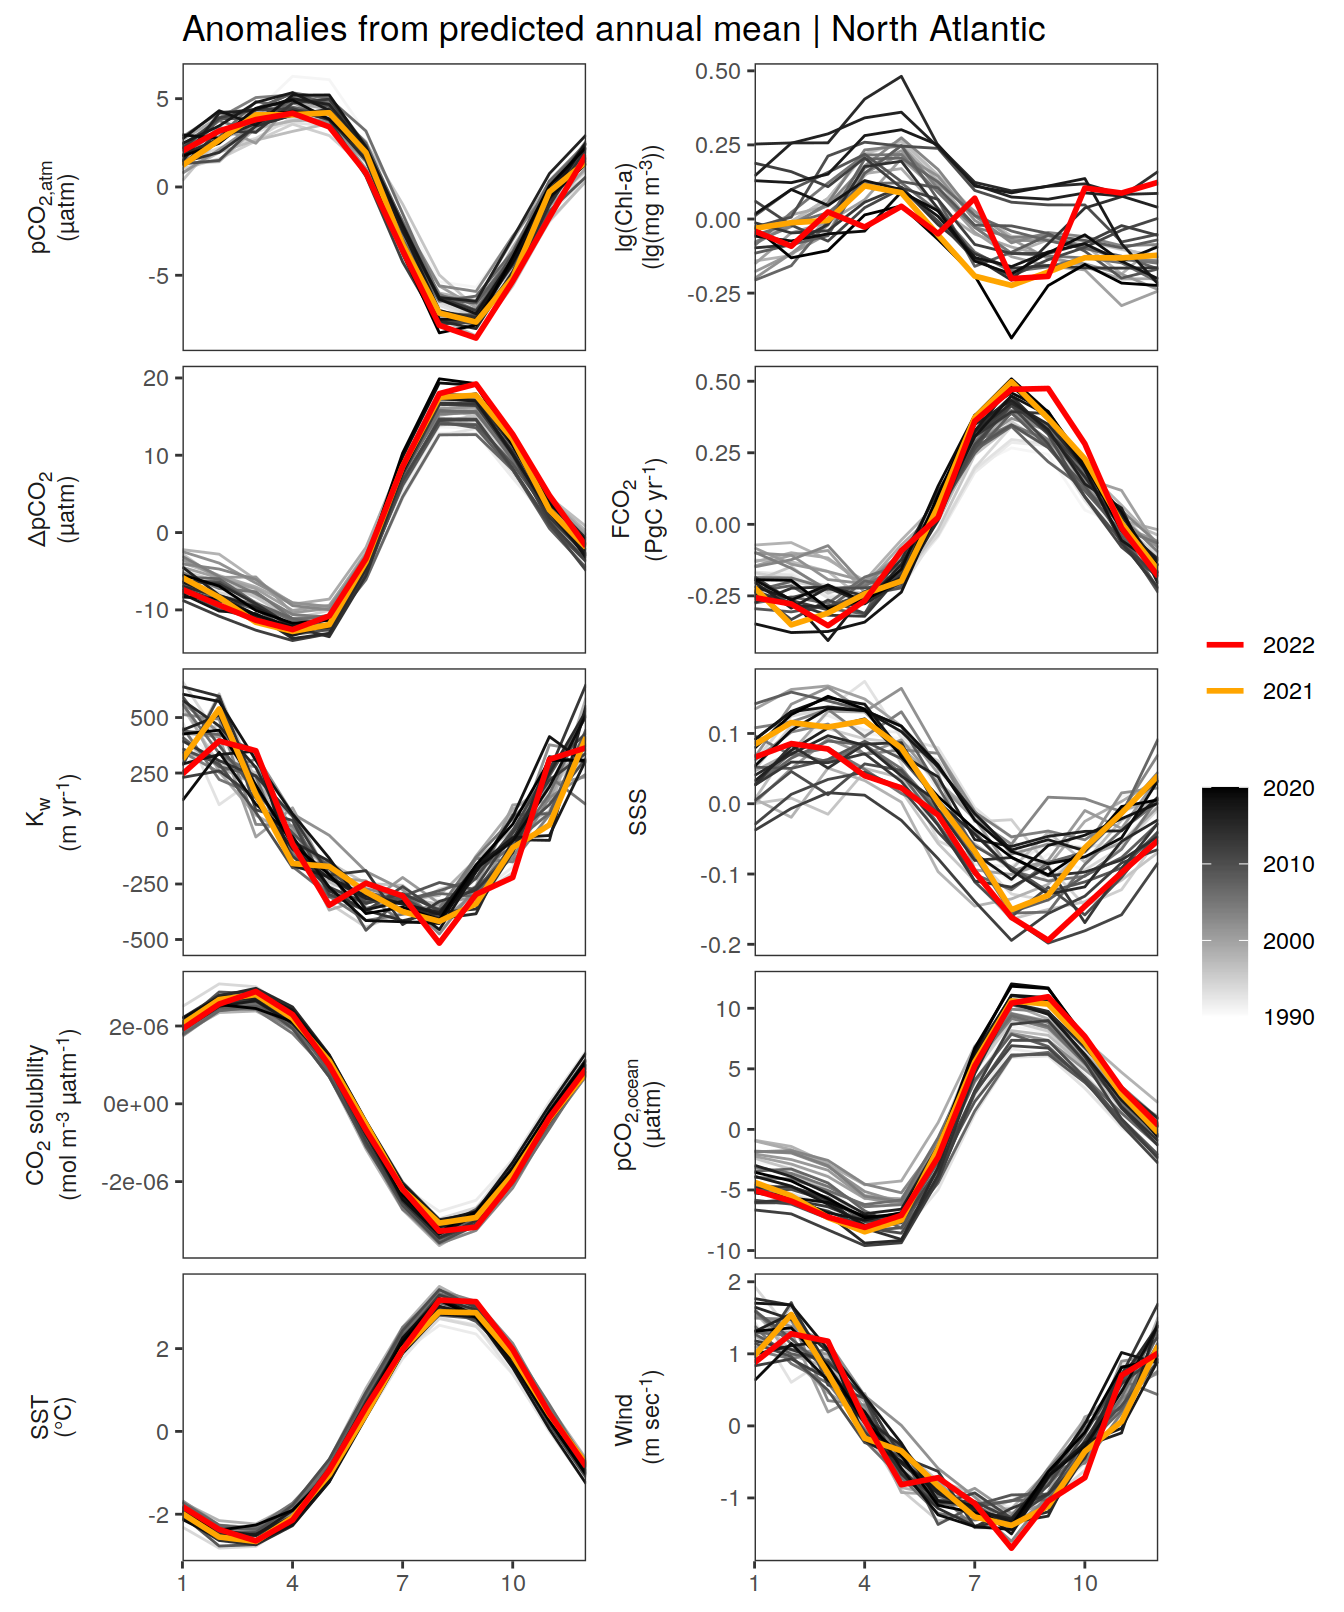 Anomalies from predicted annual mean | North Atlantic
pCO2,atm
(µatm)
5
0
-5
lg(Chl-a)
(lg(mg m-3))
0.50
0.25
0.00
-0.25
ΔpCO2
(µatm)
20
10
0
-10
FCO2
(PgC yr-1)
0.50
0.25
0.00
-0.25
Kw
(m yr-1)
500
250
0
-250
-500
SSS
0.1
0.0
-0.1
-0.2
CO2 solubility
(mol m-3 µatm-1)
2e-06
0e+00
-2e-06
pCO2,ocean
(µatm)
10
5
0
-5
-10
SST
(°C)
2
0
-2
Wind
(m sec-1)
2
1
0
-1
1 4 7 10
1 4 7 10
2022
2021
2020
2010
2000
1990